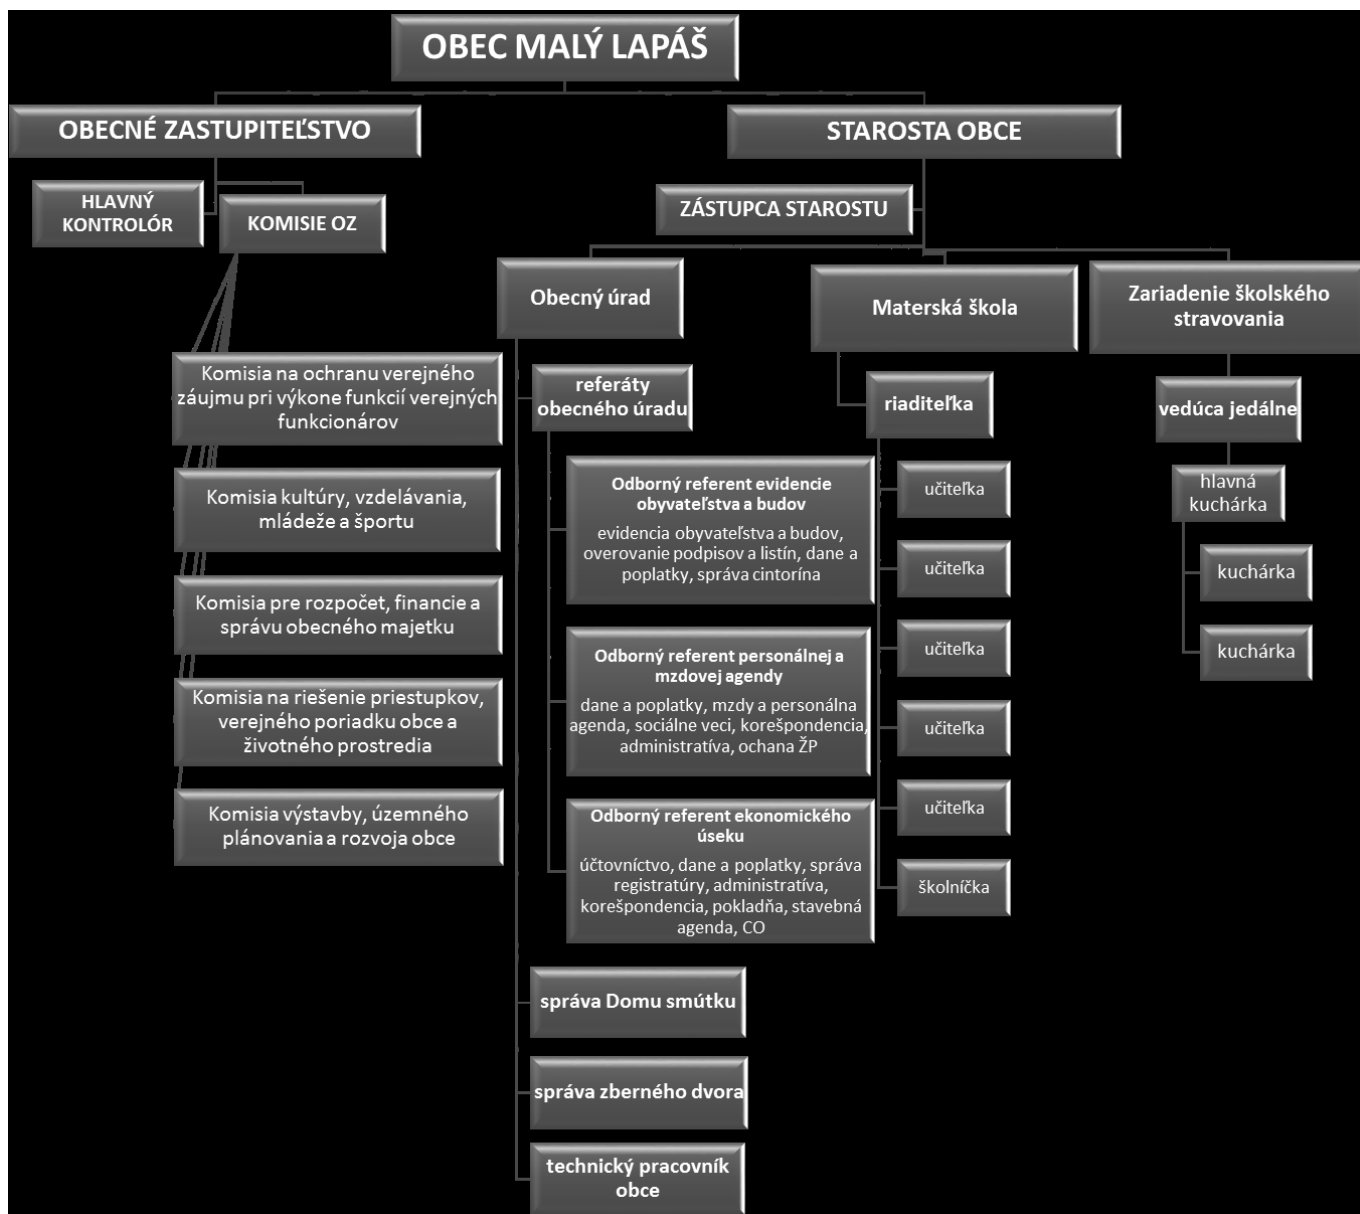 OBEC MALÝ LAPÁŠ
OBECNÉ ZASTUPITEĽSTVO
HLAVNÝ
KONTROLÓR
KOMISIE OZ
Komisia na ochranu verejného
záujmu pri výkone funkcií verejných
funkcionárov
Komisia kultúry, vzdelávania,
mládeže a športu
Komisia pre rozpočet, financie a
správu obecného majetku
Komisia na riešenie priestupkov,
verejného poriadku obce a
životného prostredia
Komisia výstavby, územného
plánovania a rozvoja obce
STAROSTA OBCE
ZÁSTUPCA STAROSTU
Obecný úrad
referáty
obecného úradu
Odborný referent evidencie
obyvateľstva a budov
evidencia obyvateľstva a budov,
overovanie podpisov a listín, dane a
poplatky, správa cintorína
Odborný referent personálnej a
mzdovej agendy
dane a poplatky, mzdy a personálna
agenda, sociálne veci, korešpondencia,
administratíva, ochana ŽP
Odborný referent ekonomického
úseku
účtovníctvo, dane a poplatky, správa
registratúry, administratíva,
korešpondencia, pokladňa, stavebná
agenda, CO
správa Domu smútku
správa zberného dvora
technický pracovník
obce
Materská škola
riaditeľka
učiteľka
učiteľka
učiteľka
učiteľka
učiteľka
školníčka
Zariadenie školského
stravovania
vedúca jedálne
hlavná
kuchárka
kuchárka
kuchárka